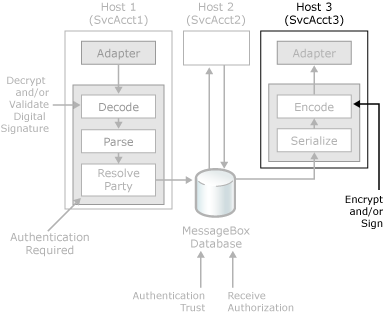 Host 1
(SvcAcct1)
Host 2
(SvcAcct2)
Host 3
(SvcAcct3)
Adapter
Adapter
Decrypt
and/or
Validate
Digital
Signature
Decode
Encode
Parse
Serialize
Resolve
Party
Encrypt
and/or
Sign
MessageBox
Database
Authentication
Required
Authentication
Trust
Receive
Authorization